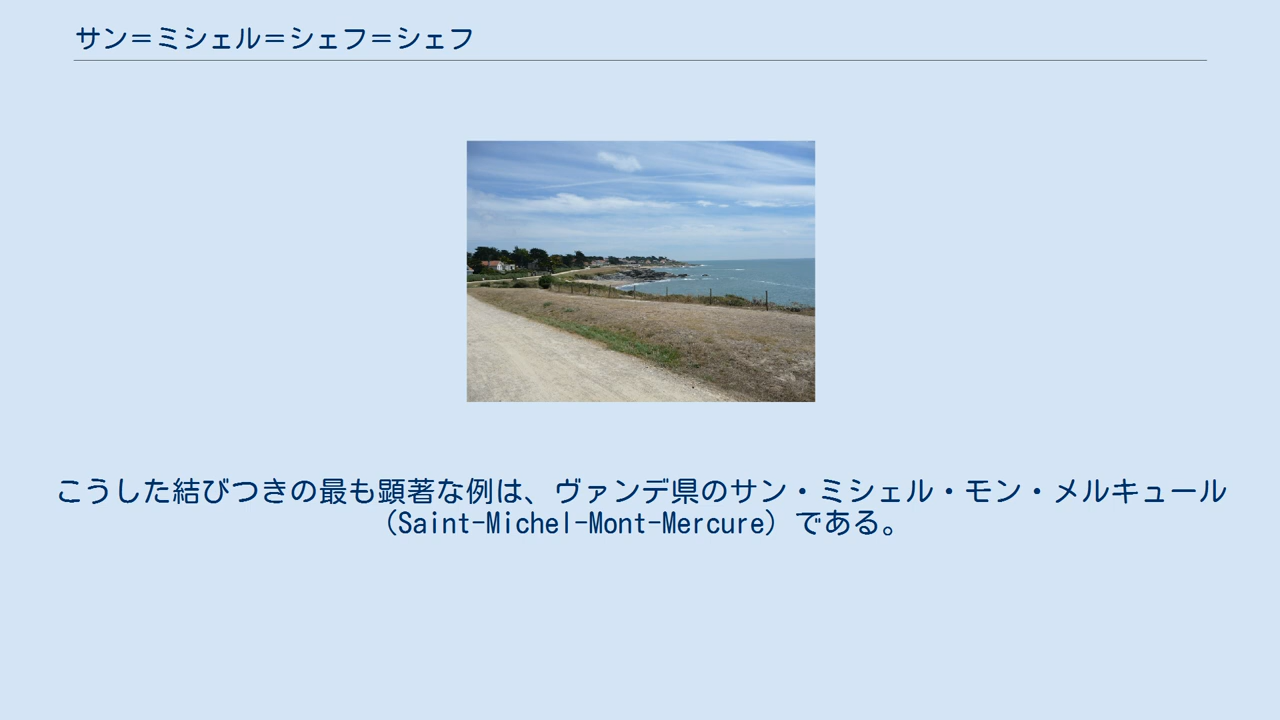 サン＝ミシェル＝シェフ＝シェフ
こうした結びつきの最も顕著な例は、ヴァンデ県のサン・ミシェル・モン・メルキュール
（Saint-Michel-Mont-Mercure）である。